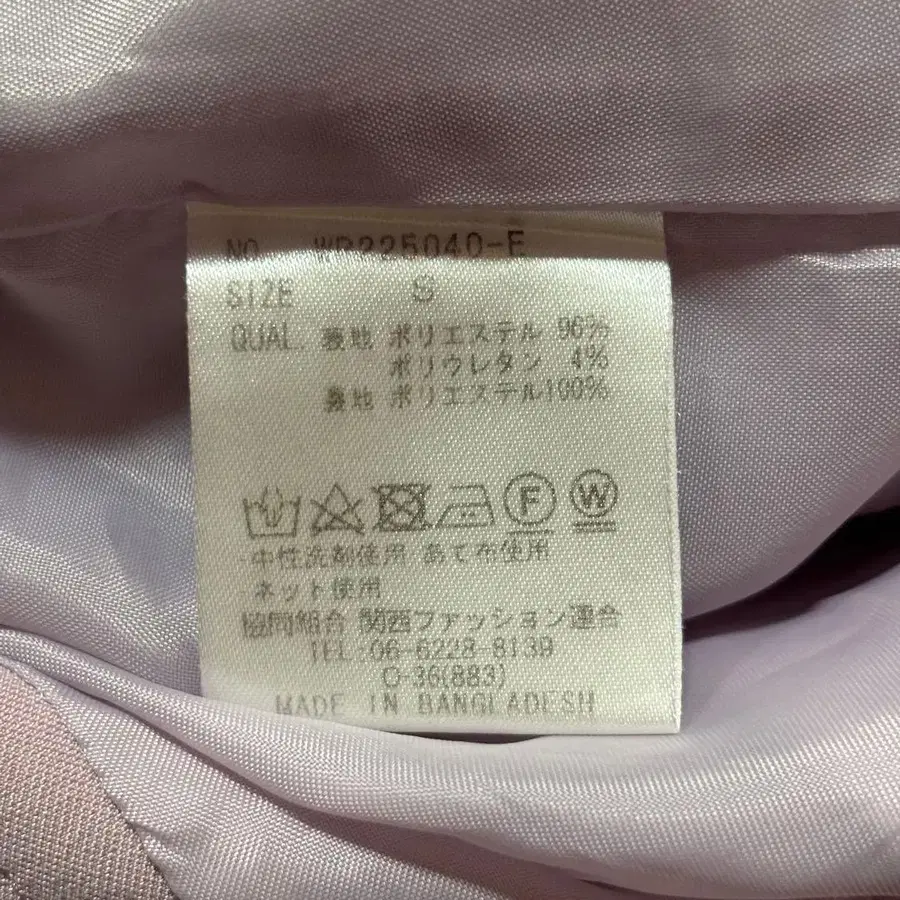 NO. WR225040-E
SIZE S
QUAL. 表地 ポリエステル 96%
ポリウレタン 4%
裏地 ポリエステル100%
F W
中性洗剤使用 あて布使用
ネット使用
協同組合 関西ファッション連合
TEL:06-6228-8139
O-36(883)
MADE IN BANGLADESH